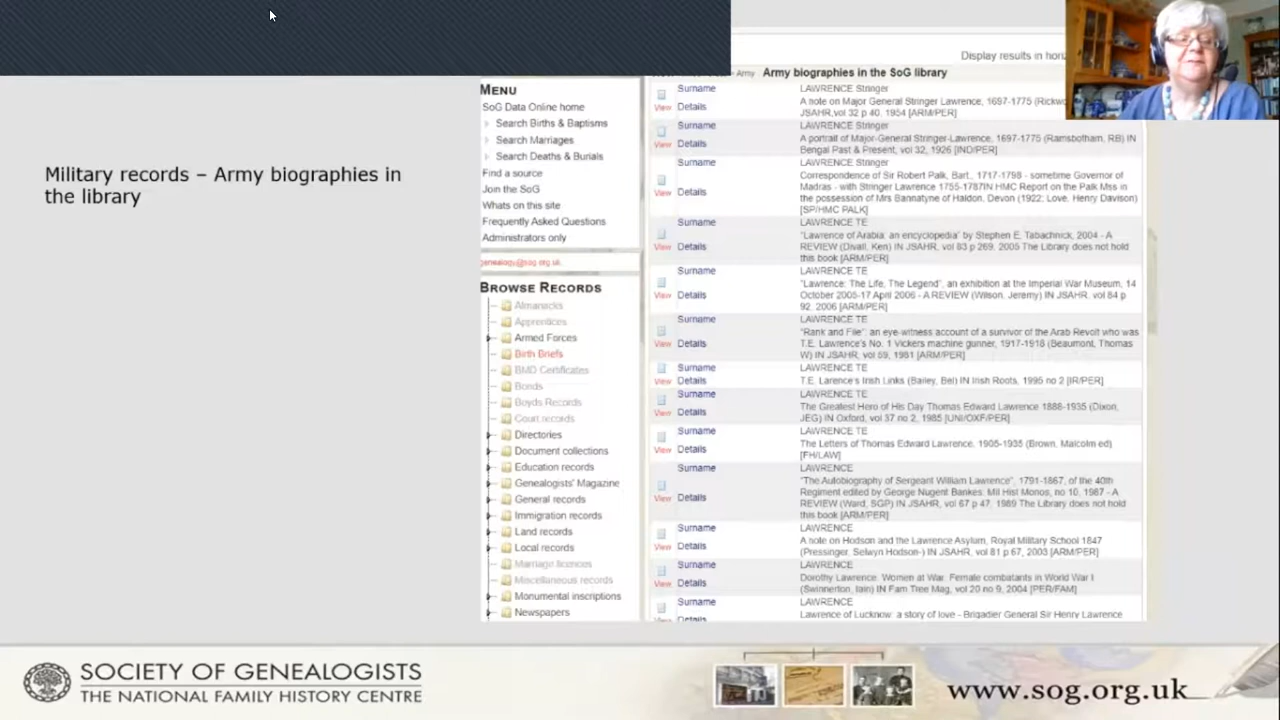 Display results in
Army Army biographies in the SoG library
Military records – Army biographies in
the library
MENU
SoG Data Online home
Search Births & Baptisms
Search Marriages
Search Deaths & Burials
Find a source
Join the SoG
Whats on this site
Frequently Asked Questions
Administrators only
genealogy@sog.org.uk
BROWSE RECORDS
Almanacks
Apprentices
Armed Forces
Birth Briefs
BMD Certificates
Bonds
Boyds Records
Court records
Directories
Document collections
Education records
Genealogists' Magazine
General records
Immigration records
Land records
Local records
Marriage licences
Miscellaneous records
Monumental inscriptions
Newspapers
Surname LAWRENCE Stringer
View Details A note on Major General Stringer Lawrence, 1697-1775
JSAHR,vol 32 p 40, 1954 [ARM/PER]
Surname LAWRENCE Stringer
View Details A portrait of Major-General Stringer-Lawrence, 1697-1775 (Ramsbotham, RB) IN
Bengal Past & Present, vol 32, 1926 [IND/PER]
Surname LAWRENCE Stringer
View Details Correspondence of Sir Robert Palk, Bart., 1717-1798 - sometime Governor of
Madras - with Stringer Lawrence 1755-1787IN HMC Report on the Palk Mss in
the possession of Mrs Bannatyne of Haldon, Devon (1922; Love, Henry Davison)
[SP/HMC PALK]
Surname LAWRENCE TE
View Details "Lawrence of Arabia: an encyclopedia" by Stephen E. Tabachnick, 2004 - A
REVIEW (Divall, Ken) IN JSAHR, vol 83 p 269, 2005 The Library does not hold
this book [ARM/PER]
Surname LAWRENCE TE
View Details "Lawrence: The Life, The Legend", an exhibition at the Imperial War Museum, 14
October 2005-17 April 2006 - A REVIEW (Wilson, Jeremy) IN JSAHR, vol 84 p
92, 2006 [ARM/PER]
Surname LAWRENCE TE
View Details "Rank and File": an eye-witness account of a survivor of the Arab Revolt who was
T.E. Lawrence's No. 1 Vickers machine gunner, 1917-1918 (Beaumont, Thomas
W) IN JSAHR, vol 59, 1981 [ARM/PER]
Surname LAWRENCE TE
View Details T.E. Larence's Irish Links (Bailey, Bel) IN Irish Roots, 1995 no 2 [IR/PER]
Surname LAWRENCE TE
View Details The Greatest Hero of His Day Thomas Edward Lawrence 1888-1935 (Dixon,
JEG) IN Oxford, vol 37 no 2, 1985 [UNI/OXF/PER]
Surname LAWRENCE TE
View Details The Letters of Thomas Edward Lawrence, 1905-1935 (Brown, Malcolm ed)
[FH/LAW]
Surname LAWRENCE
View Details "The Autobiography of Sergeant William Lawrence", 1791-1867, of the 40th
Regiment edited by George Nugent Bankes: Mil Hist Monos, no 10, 1987 - A
REVIEW (Ward, SGP) IN JSAHR, vol 67 p 47, 1989 The Library does not hold
this book [ARM/PER]
Surname LAWRENCE
View Details A note on Hodson and the Lawrence Asylum, Royal Military School 1847
(Pressinger, Selwyn Hodson-) IN JSAHR, vol 81 p 67, 2003 [ARM/PER]
Surname LAWRENCE
View Details Dorothy Lawrence: Women at War: Female combatants in World War I
(Swinnerton, Iain) IN Fam Tree Mag, vol 20 no 9, 2004 [PER/FAM]
Surname LAWRENCE
View Details Lawrence of Lucknow: a story of love - Brigadier General Sir Henry Lawrence
SOCIETY OF GENEALOGISTS
THE NATIONAL FAMILY HISTORY CENTRE
www.sog.org.uk